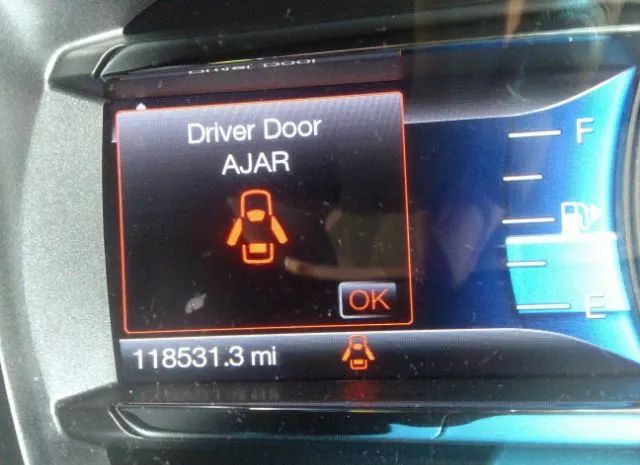 Driver Door
AJAR
OK
118531.3 mi
F
E